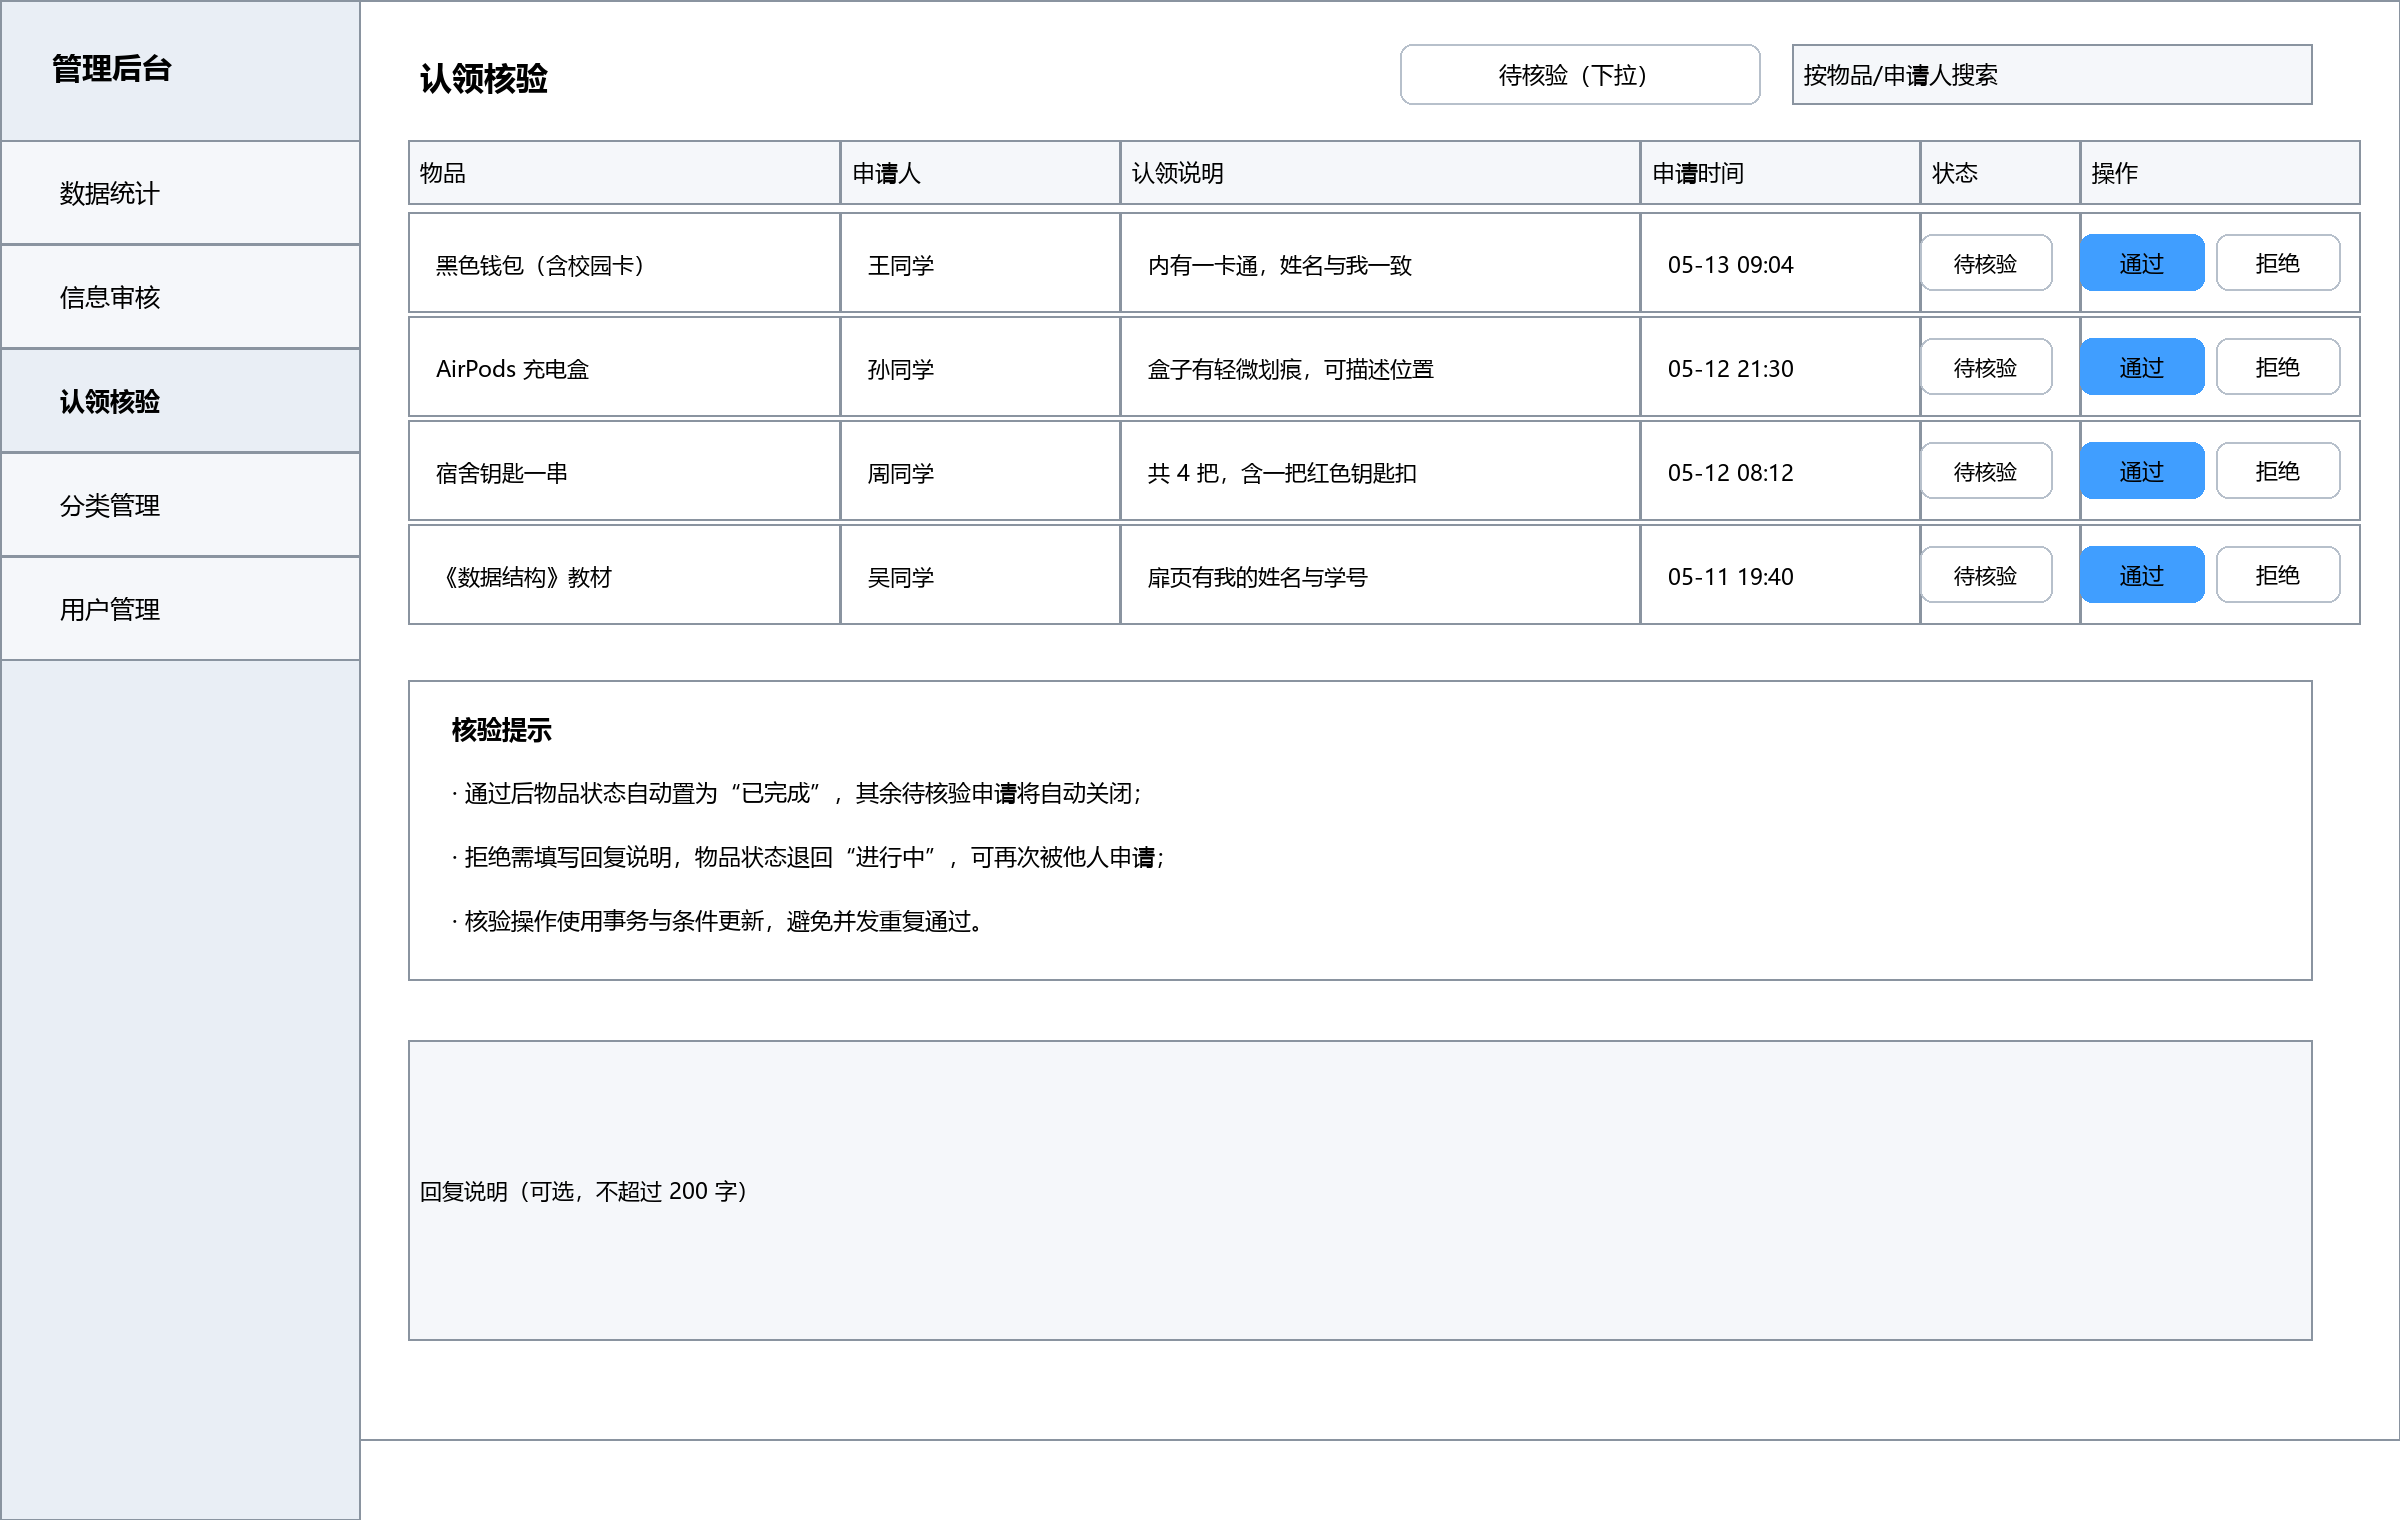 管理后台
数据统计
信息审核
认领核验
分类管理
用户管理
认领核验
待核验（下拉）
按物品/申请人搜索
物品 申请人 认领说明 申请时间 状态 操作
黑色钱包（含校园卡） 王同学 内有一卡通，姓名与我一致 05-13 09:04 待核验 通过 拒绝
AirPods 充电盒 孙同学 盒子有轻微划痕，可描述位置 05-12 21:30 待核验 通过 拒绝
宿舍钥匙一串 周同学 共 4 把，含一把红色钥匙扣 05-12 08:12 待核验 通过 拒绝
《数据结构》教材 吴同学 扉页有我的姓名与学号 05-11 19:40 待核验 通过 拒绝
核验提示
· 通过后物品状态自动置为“已完成”，其余待核验申请将自动关闭；
· 拒绝需填写回复说明，物品状态退回“进行中”，可再次被他人申请；
· 核验操作使用事务与条件更新，避免并发重复通过。
回复说明（可选，不超过 200 字）